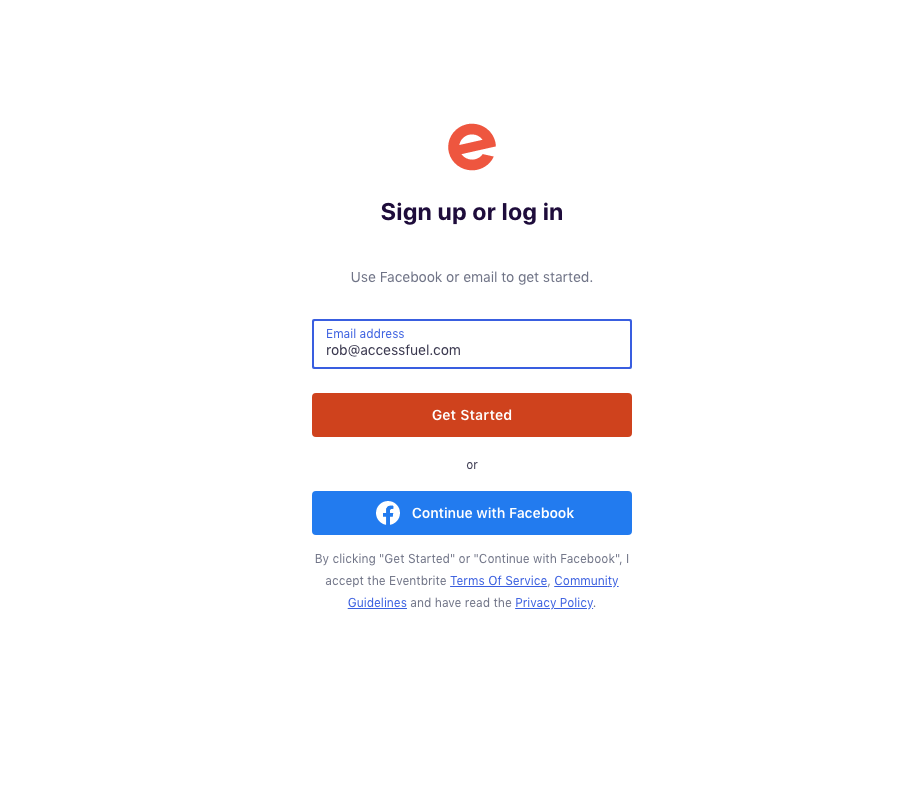 Sign up or log in
Use Facebook or email to get started.
Email address
rob@accessfuel.com
Get Started
or
Continue with Facebook
By clicking "Get Started" or "Continue with Facebook", I
accept the Eventbrite Terms Of Service, Community
Guidelines and have read the Privacy Policy.